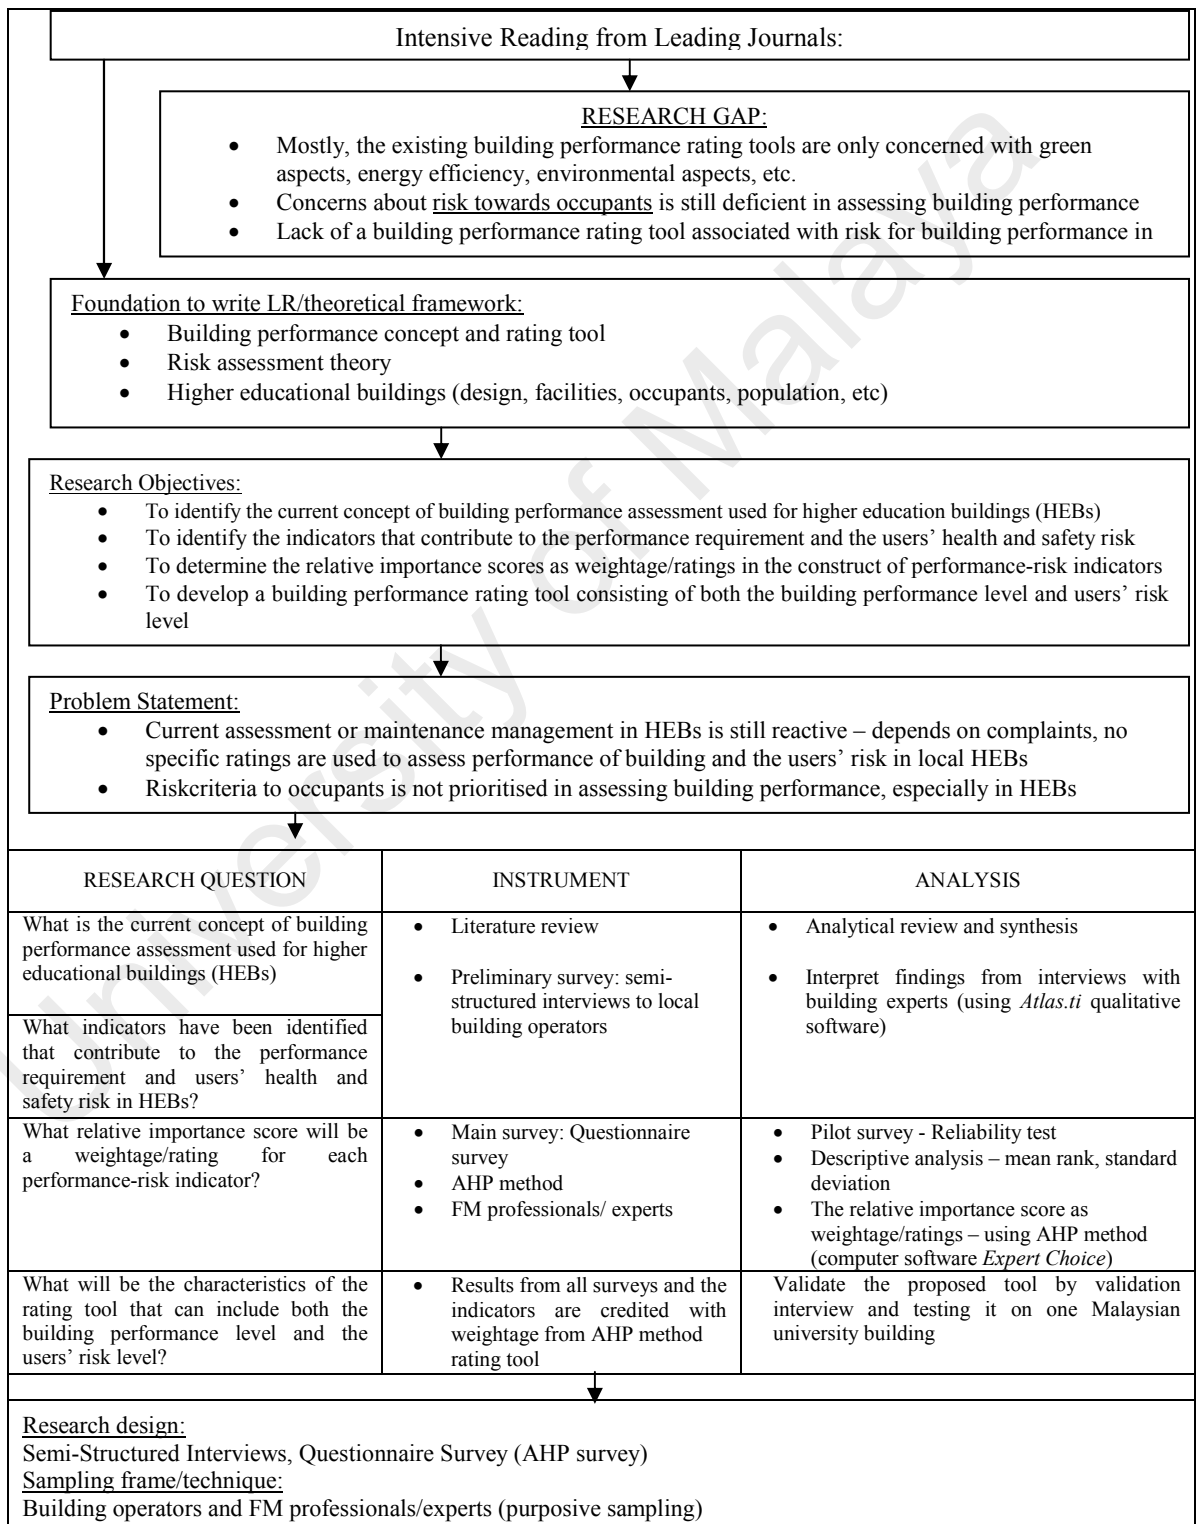 Intensive Reading from Leading Journals:
RESEARCH GAP:
• Mostly, the existing building performance rating tools are only concerned with green
aspects, energy efficiency, environmental aspects, etc.
• Concerns about risk towards occupants is still deficient in assessing building performance
• Lack of a building performance rating tool associated with risk for building performance in
Foundation to write LR/theoretical framework:
• Building performance concept and rating tool
• Risk assessment theory
• Higher educational buildings (design, facilities, occupants, population, etc)
Research Objectives:
• To identify the current concept of building performance assessment used for higher education buildings (HEBs)
• To identify the indicators that contribute to the performance requirement and the users' health and safety risk
• To determine the relative importance scores as weightage/ratings in the construct of performance-risk indicators
• To develop a building performance rating tool consisting of both the building performance level and users' risk
level
Problem Statement:
• Current assessment or maintenance management in HEBs is still reactive – depends on complaints, no
specific ratings are used to assess performance of building and the users' risk in local HEBs
• Riskcriteria to occupants is not prioritised in assessing building performance, especially in HEBs
RESEARCH QUESTION
INSTRUMENT
ANALYSIS
What is the current concept of building
performance assessment used for higher
educational buildings (HEBs)
What indicators have been identified
that contribute to the performance
requirement and users' health and
safety risk in HEBs?
• Literature review
• Preliminary survey: semi-
structured interviews to local
building operators
• Analytical review and synthesis
• Interpret findings from interviews with
building experts (using Atlas.ti qualitative
software)
What relative importance score will be
a weightage/rating for each
performance-risk indicator?
• Main survey: Questionnaire
survey
• AHP method
• FM professionals/ experts
• Pilot survey - Reliability test
• Descriptive analysis – mean rank, standard
deviation
• The relative importance score as
weightage/ratings – using AHP method
(computer software Expert Choice)
What will be the characteristics of the
rating tool that can include both the
building performance level and the
users' risk level?
• Results from all surveys and the
indicators are credited with
weightage from AHP method
rating tool
Validate the proposed tool by validation
interview and testing it on one Malaysian
university building
Research design:
Semi-Structured Interviews, Questionnaire Survey (AHP survey)
Sampling frame/technique:
Building operators and FM professionals/experts (purposive sampling)
University of Malaya